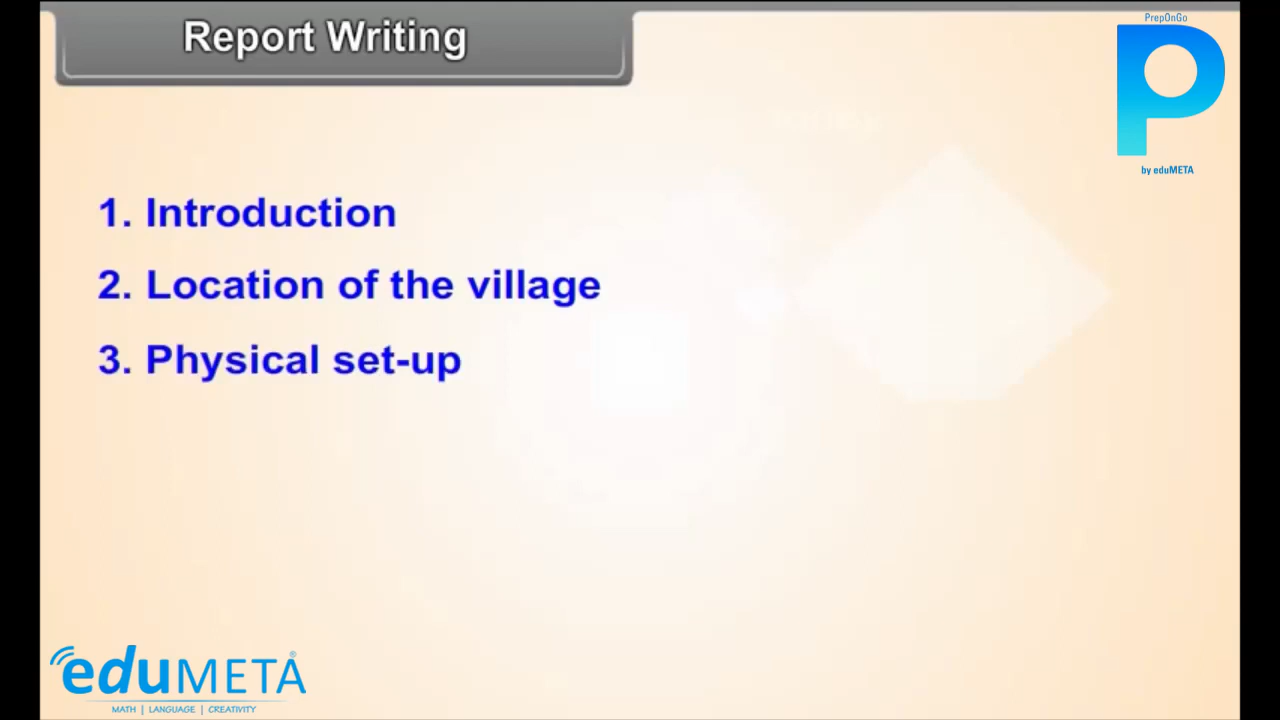 Report Writing
PrepOnGo
by eduMETA
1. Introduction
2. Location of the village
3. Physical set-up
eduMETA®
MATH | LANGUAGE | CREATIVITY